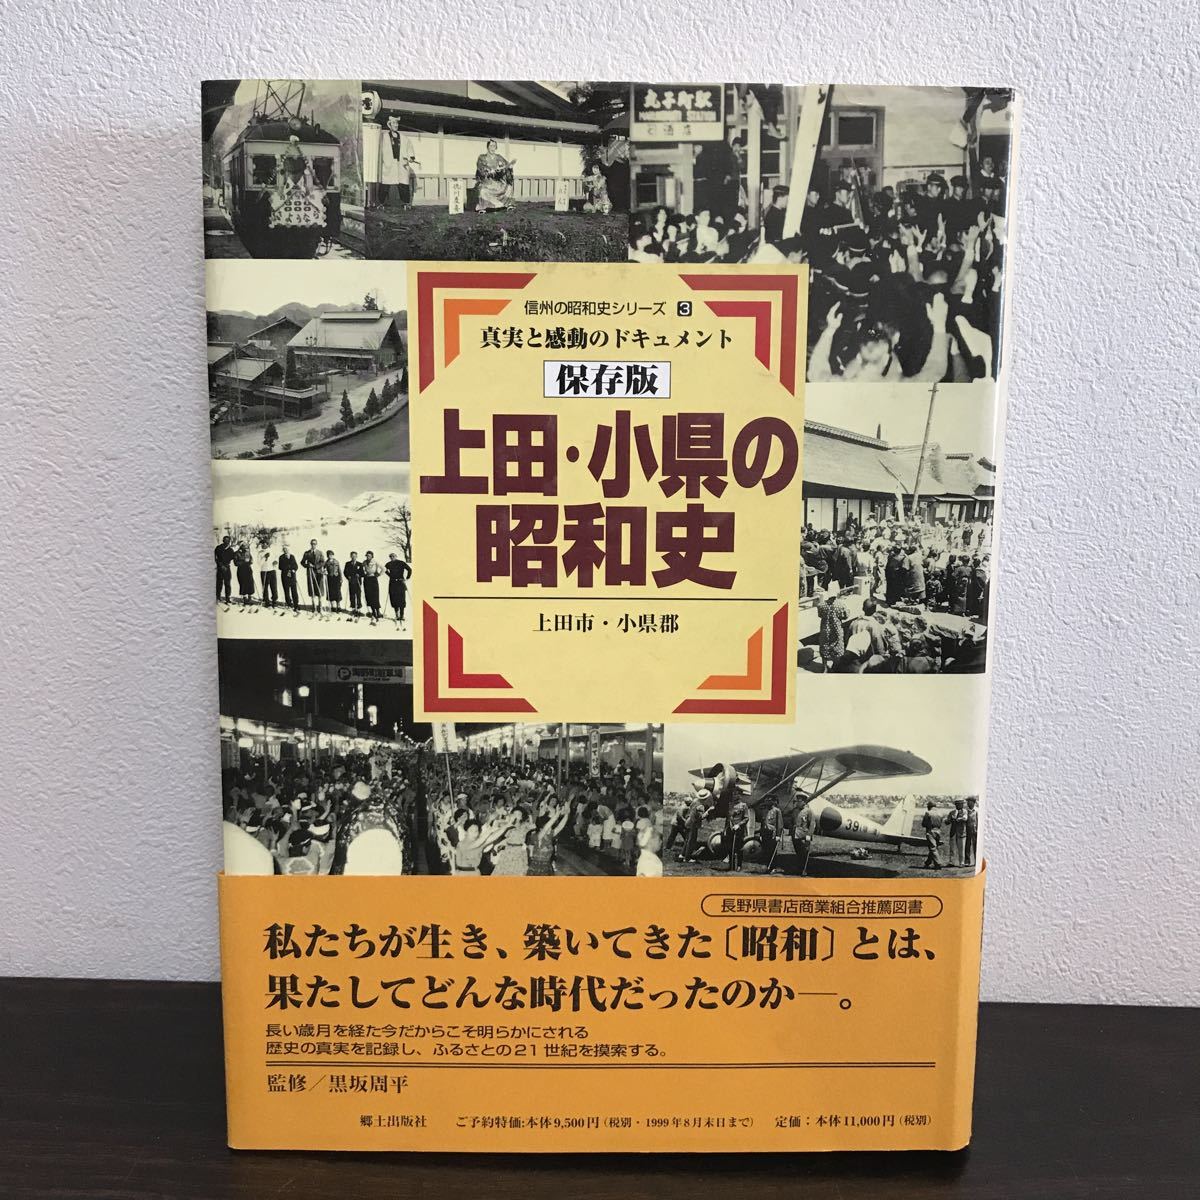 丸子町駅
信州の昭和史シリーズ 3
真実と感動のドキュメント
保存版
上田・小県の
昭和史
上田市・小県郡
39
長野県書店商業組合推薦図書
私たちが生き、築いてきた〔昭和〕とは、
果たしてどんな時代だったのか―。
長い歳月を経た今だからこそ明らかにされる
歴史の真実を記録し、ふるさとの21世紀を摸索する。
監修／黒坂周平
郷土出版社 ご予約特価:本体9,500円(税別・1999年8月末日まで) 定価:本体11,000円(税別)